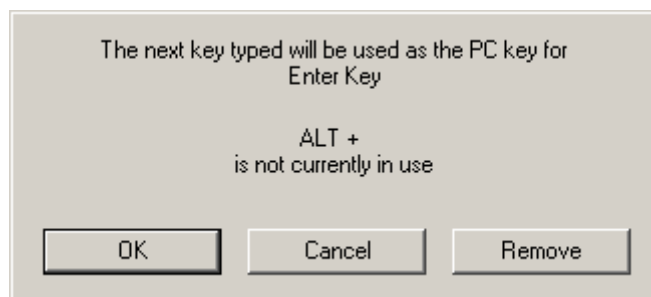 The next key typed will be used as the PC key for
Enter Key
ALT +
is not currently in use
OK
Cancel
Remove